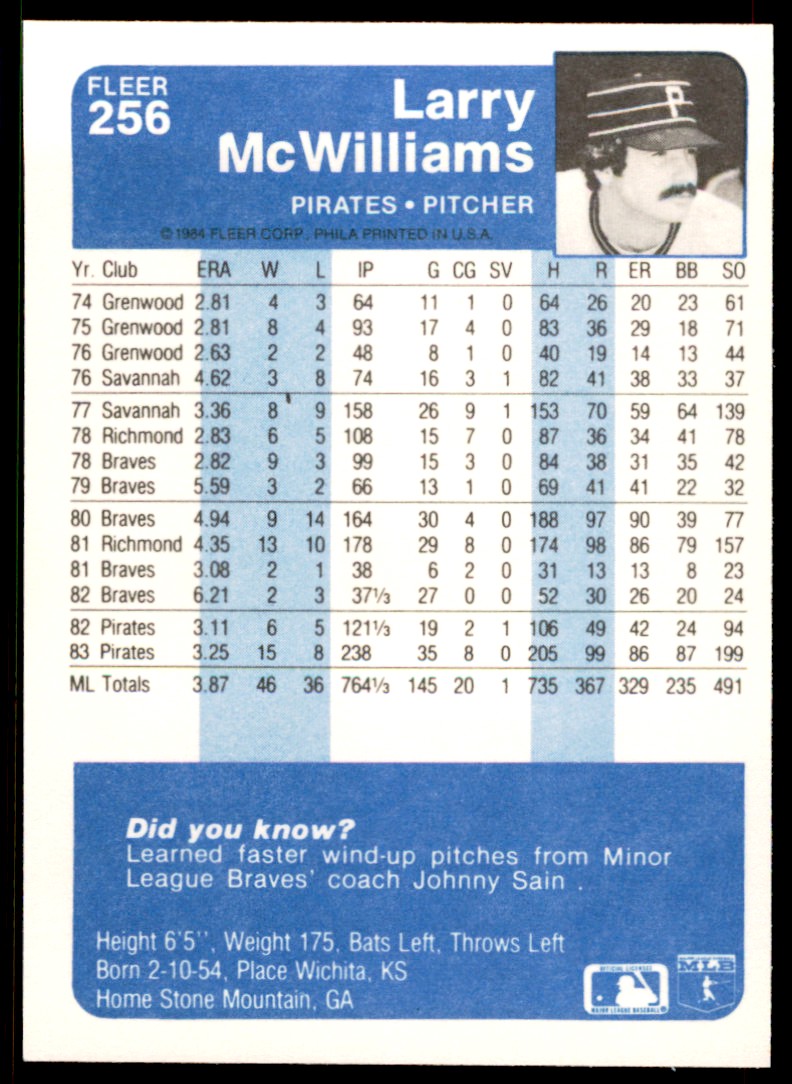 FLEER
256
Larry
McWilliams
PIRATES • PITCHER
© 1984 FLEER CORP. PHILA PRINTED IN U.S.A.
P
Yr. Club ERA W L IP G CG SV H R ER BB SO
74 Grenwood 2.81 4 3 64 11 1 0 64 26 20 23 61
75 Grenwood 2.81 8 4 93 17 4 0 83 36 29 18 71
76 Grenwood 2.63 2 2 48 8 1 0 40 19 14 13 44
76 Savannah 4.62 3 8 74 16 3 1 82 41 38 33 37
77 Savannah 3.36 8 9 158 26 9 1 153 70 59 64 139
78 Richmond 2.83 6 5 108 15 7 0 87 36 34 41 78
78 Braves 2.82 9 3 99 15 3 0 84 38 31 35 42
79 Braves 5.59 3 2 66 13 1 0 69 41 41 22 32
80 Braves 4.94 9 14 164 30 4 0 188 97 90 39 77
81 Richmond 4.35 13 10 178 29 8 0 174 98 86 79 157
81 Braves 3.08 2 1 38 6 2 0 31 13 13 8 23
82 Braves 6.21 2 3 37⅓ 27 0 0 52 30 26 20 24
82 Pirates 3.11 6 5 121⅓ 19 2 1 106 49 42 24 94
83 Pirates 3.25 15 8 238 35 8 0 205 99 86 87 199
ML Totals 3.87 46 36 764⅓ 145 20 1 735 367 329 235 491
Did you know?
Learned faster wind-up pitches from Minor
League Braves' coach Johnny Sain .
Height 6'5'', Weight 175, Bats Left, Throws Left
Born 2-10-54, Place Wichita, KS
Home Stone Mountain, GA
OFFICIAL LICENSEE
MAJOR LEAGUE BASEBALL
MLB